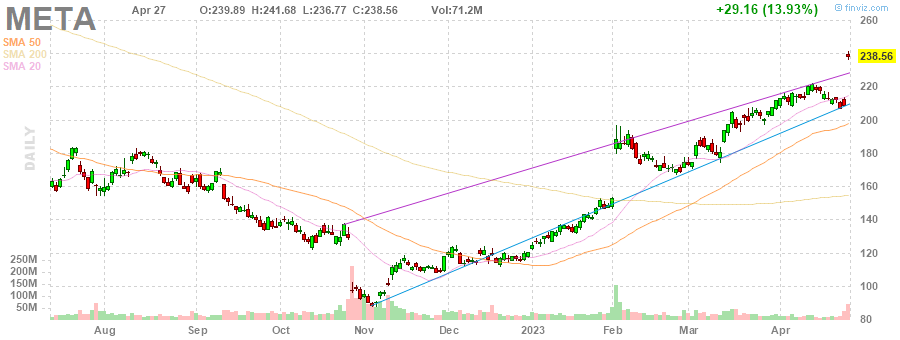 META Apr 27 O:239.89 H:241.68 L:236.77 C:238.56 Vol:71.2M +29.16 (13.93%) finviz.com
SMA 50
SMA 200
SMA 20
DAILY
260
238.56
220
200
180
160
140
120
100
80
250M
200M
150M
100M
50M
Aug Sep Oct Nov Dec 2023 Feb Mar Apr